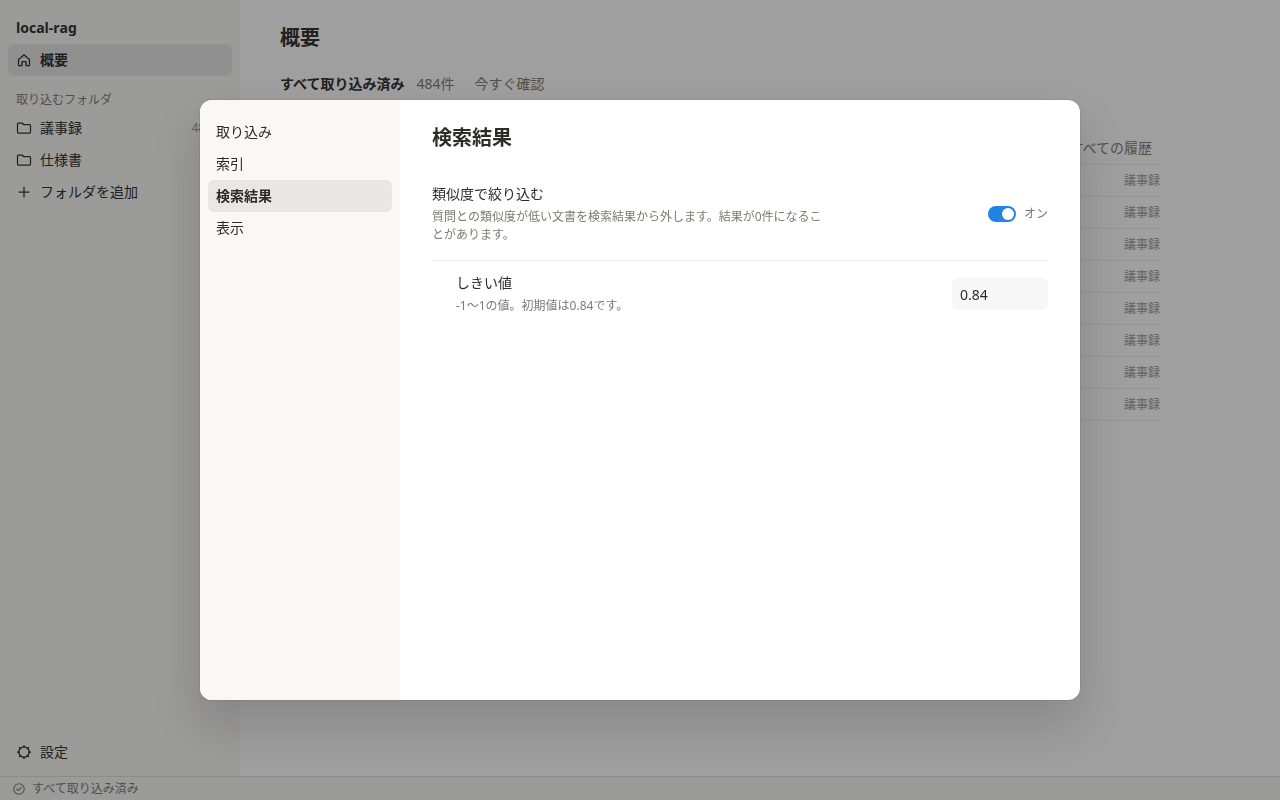 local-rag
概要
取り込むフォルダ
議事録
仕様書
フォルダを追加
設定
すべて取り込み済み
概要
すべて取り込み済み 484件 今すぐ確認
べての履歴
議事録
議事録
議事録
議事録
議事録
議事録
議事録
議事録
取り込み
索引
検索結果
表示
検索結果
類似度で絞り込む
質問との類似度が低い文書を検索結果から外します。結果が0件になるこ
とがあります。
オン
しきい値
-1〜1の値。初期値は0.84です。
0.84